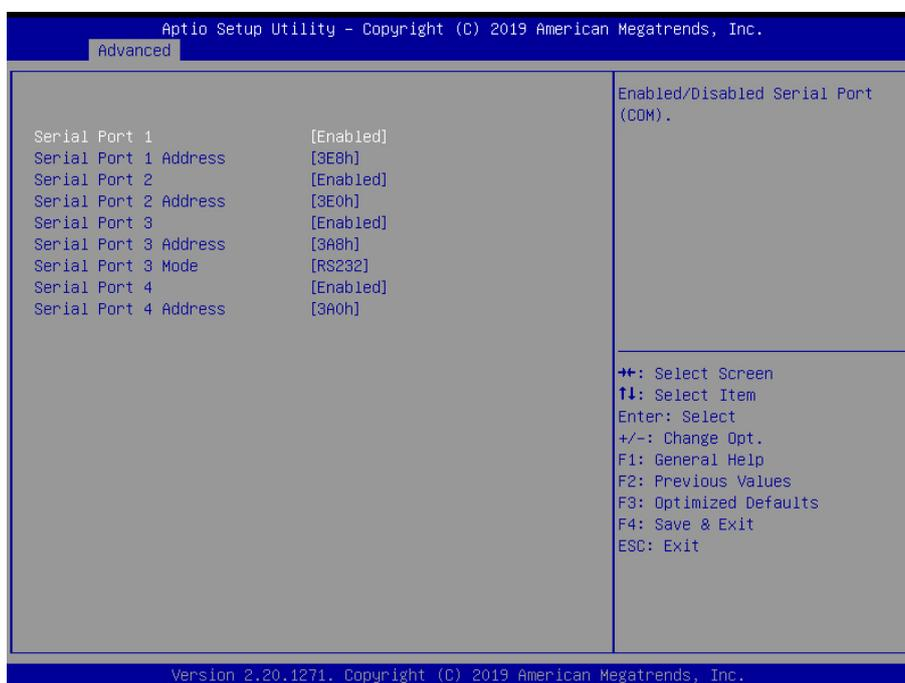 Aptio Setup Utility – Copyright (C) 2019 American Megatrends, Inc.
Advanced
Serial Port 1 [Enabled]
Serial Port 1 Address [3E8h]
Serial Port 2 [Enabled]
Serial Port 2 Address [3E0h]
Serial Port 3 [Enabled]
Serial Port 3 Address [3A8h]
Serial Port 3 Mode [RS232]
Serial Port 4 [Enabled]
Serial Port 4 Address [3A0h]
Enabled/Disabled Serial Port
(COM).
→←: Select Screen
↑↓: Select Item
Enter: Select
+/-: Change Opt.
F1: General Help
F2: Previous Values
F3: Optimized Defaults
F4: Save & Exit
ESC: Exit
Version 2.20.1271. Copyright (C) 2019 American Megatrends, Inc.